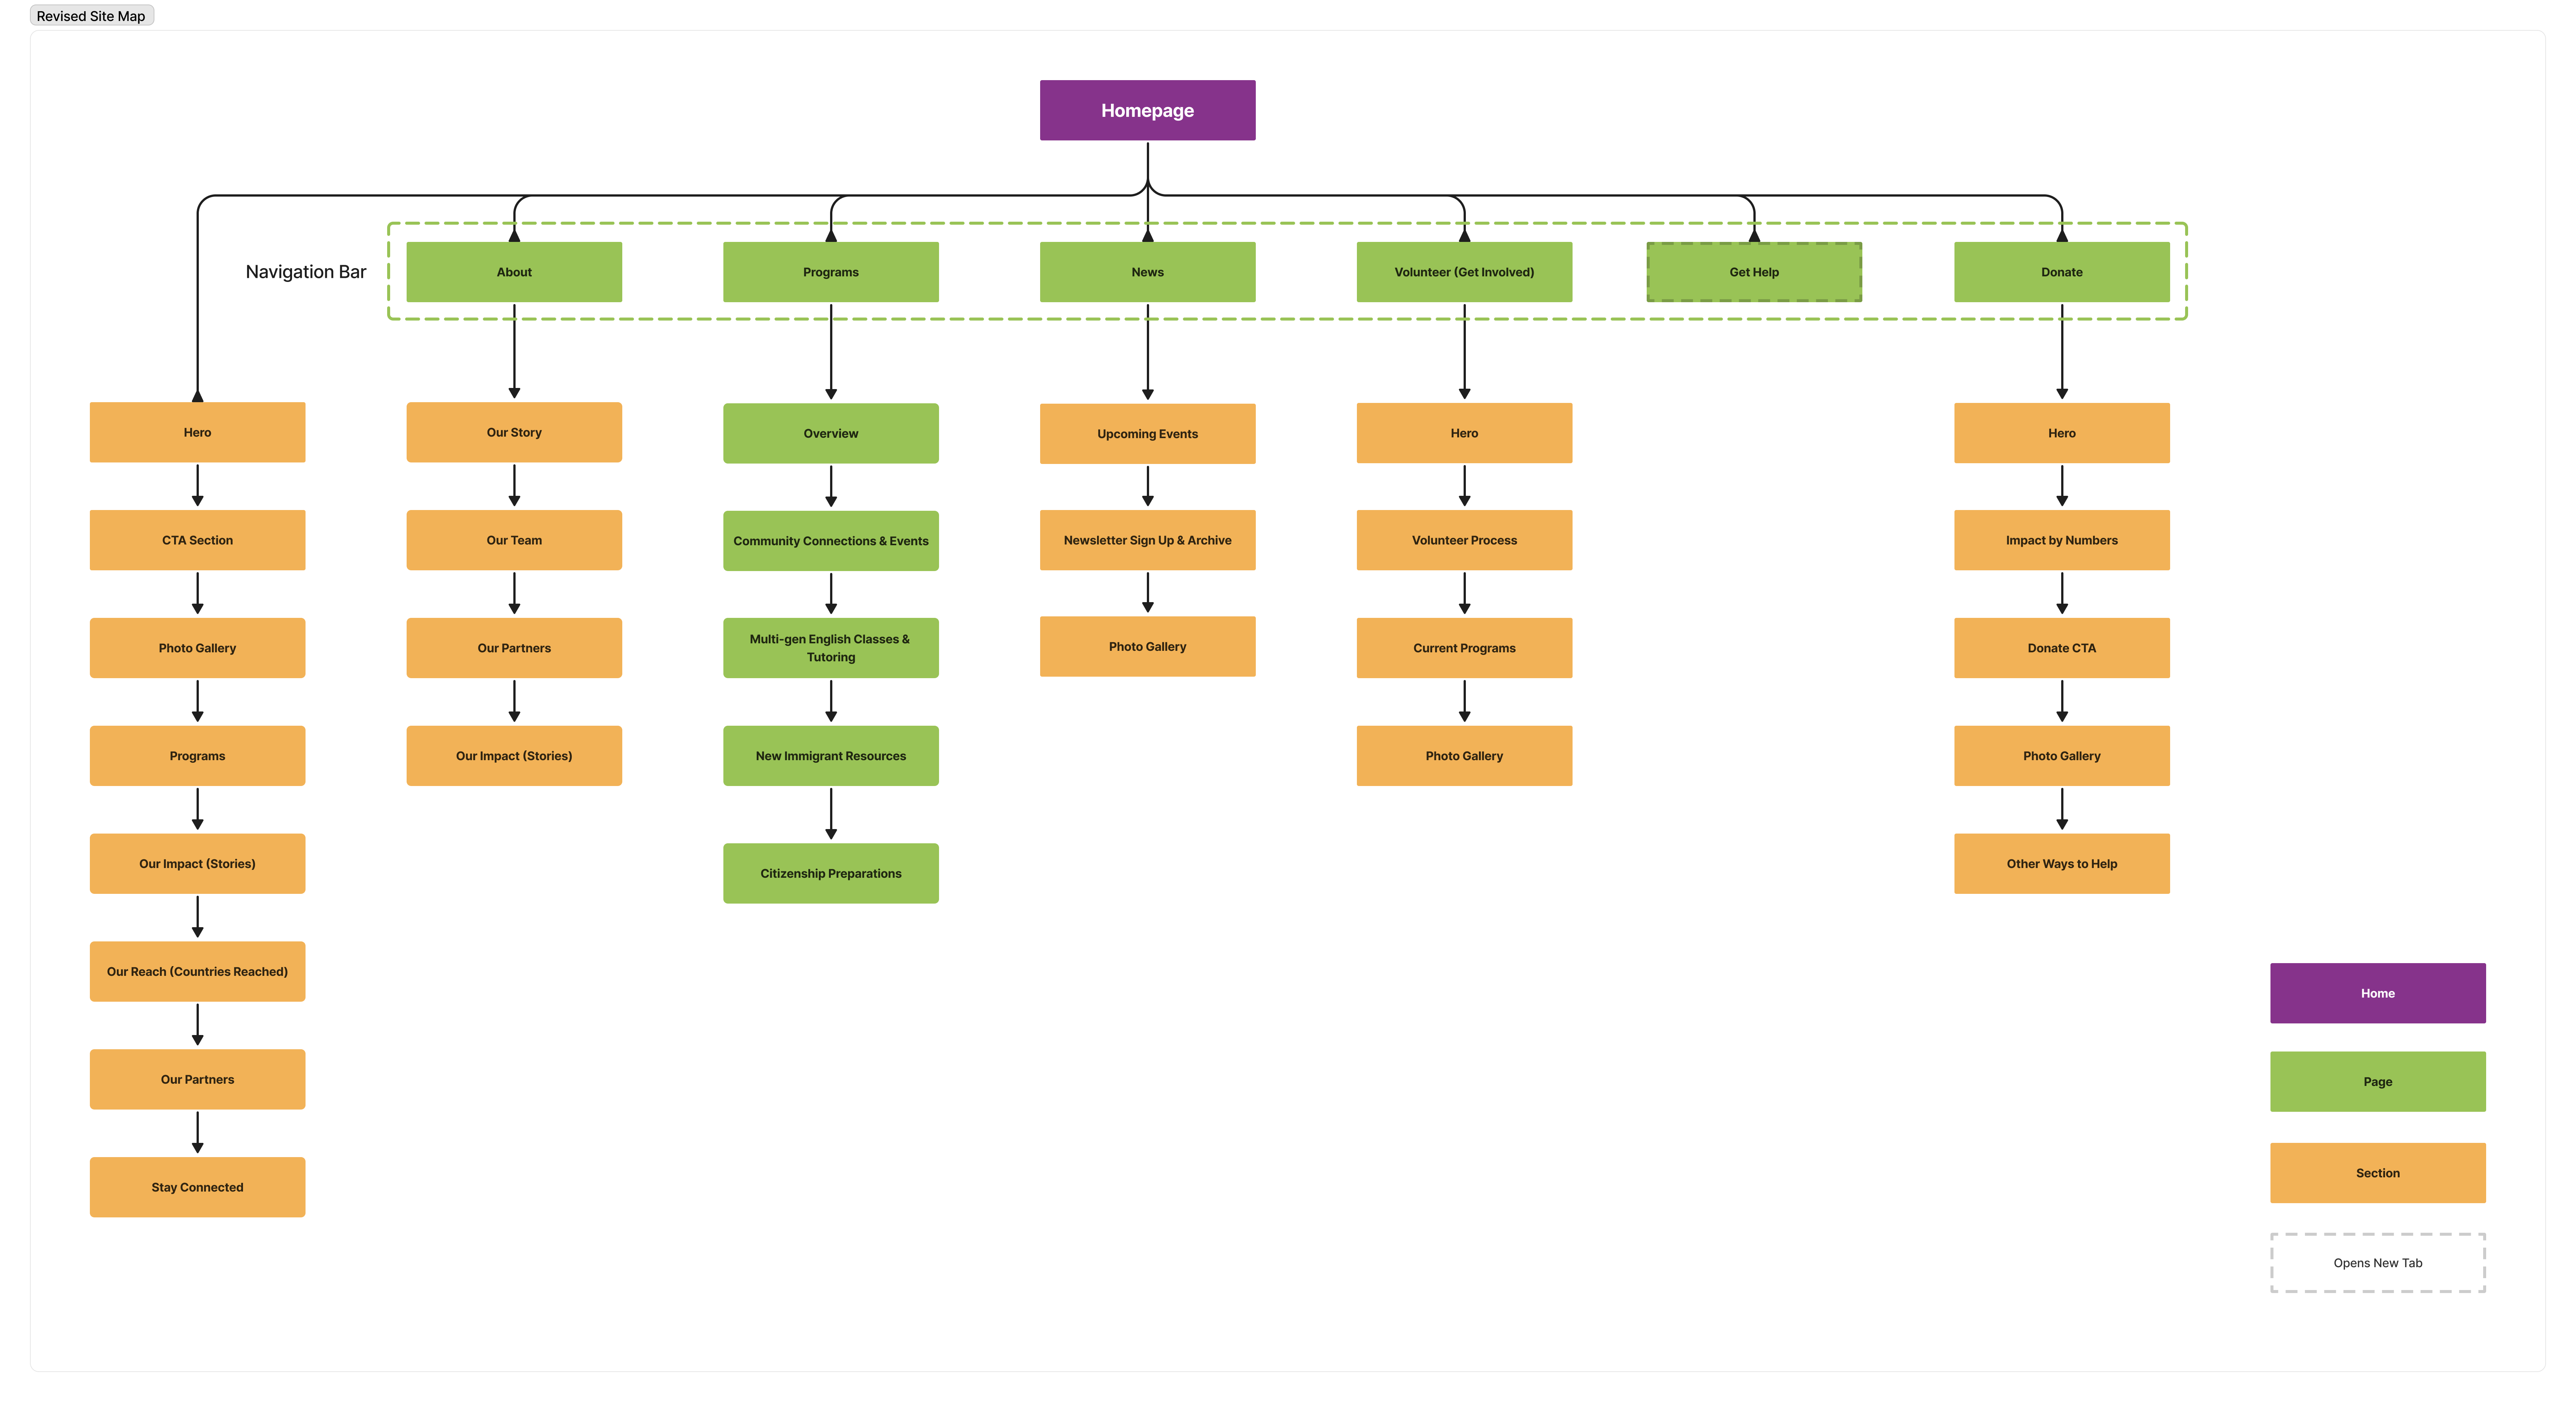 Revised Site Map
Homepage
Navigation Bar
About
Programs
News
Volunteer (Get Involved)
Get Help
Donate
Hero
CTA Section
Photo Gallery
Programs
Our Impact (Stories)
Our Reach (Countries Reached)
Our Partners
Stay Connected
Our Story
Our Team
Our Partners
Our Impact (Stories)
Overview
Community Connections & Events
Multi-gen English Classes &
Tutoring
New Immigrant Resources
Citizenship Preparations
Upcoming Events
Newsletter Sign Up & Archive
Photo Gallery
Hero
Volunteer Process
Current Programs
Photo Gallery
Hero
Impact by Numbers
Donate CTA
Photo Gallery
Other Ways to Help
Home
Page
Section
Opens New Tab